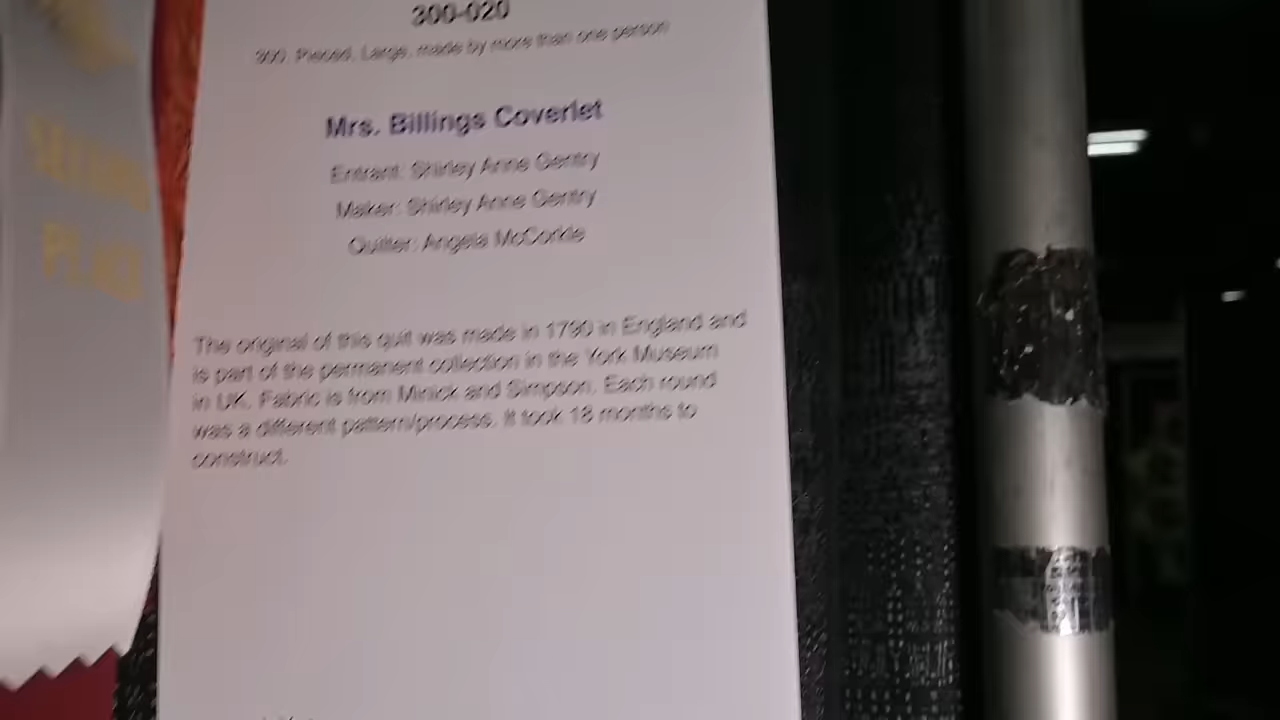 300-020
300. Pieced, Large, made by more than one person
Mrs. Billings Coverlet
Entrant: Shirley Anne Gentry
Maker: Shirley Anne Gentry
Quilter: Angela McCorkle
The original of this quilt was made in 1790 in England and
is part of the permanent collection in the York Museum
in UK. Fabric is from Minick and Simpson. Each round
was a different pattern/process. It took 18 months to
construct.
SECOND
PLACE